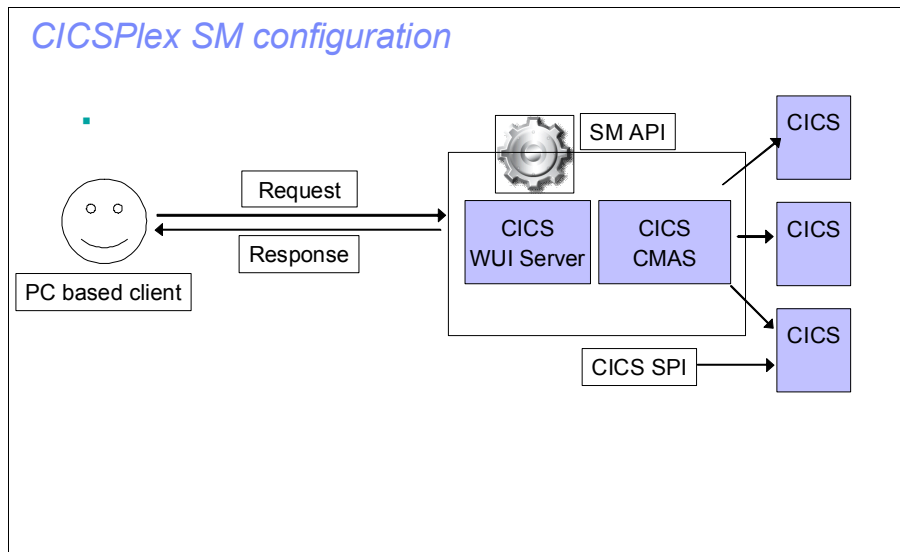 CICSPlex SM configuration
SM API
CICS
Request
CICS
WUI Server
CICS
CMAS
CICS
Response
PC based client
CICS
CICS SPI